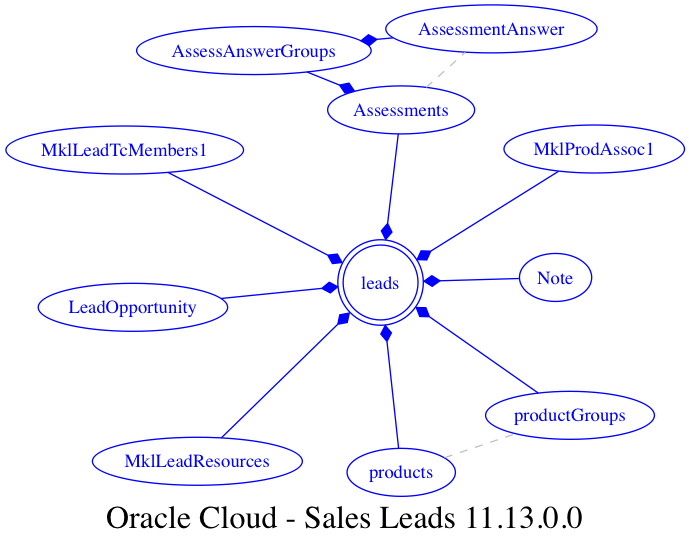 AssessmentAnswer
AssessAnswerGroups
Assessments
MklLeadTcMembers1
MklProdAssoc1
leads
Note
LeadOpportunity
productGroups
MklLeadResources
products
Oracle Cloud - Sales Leads 11.13.0.0